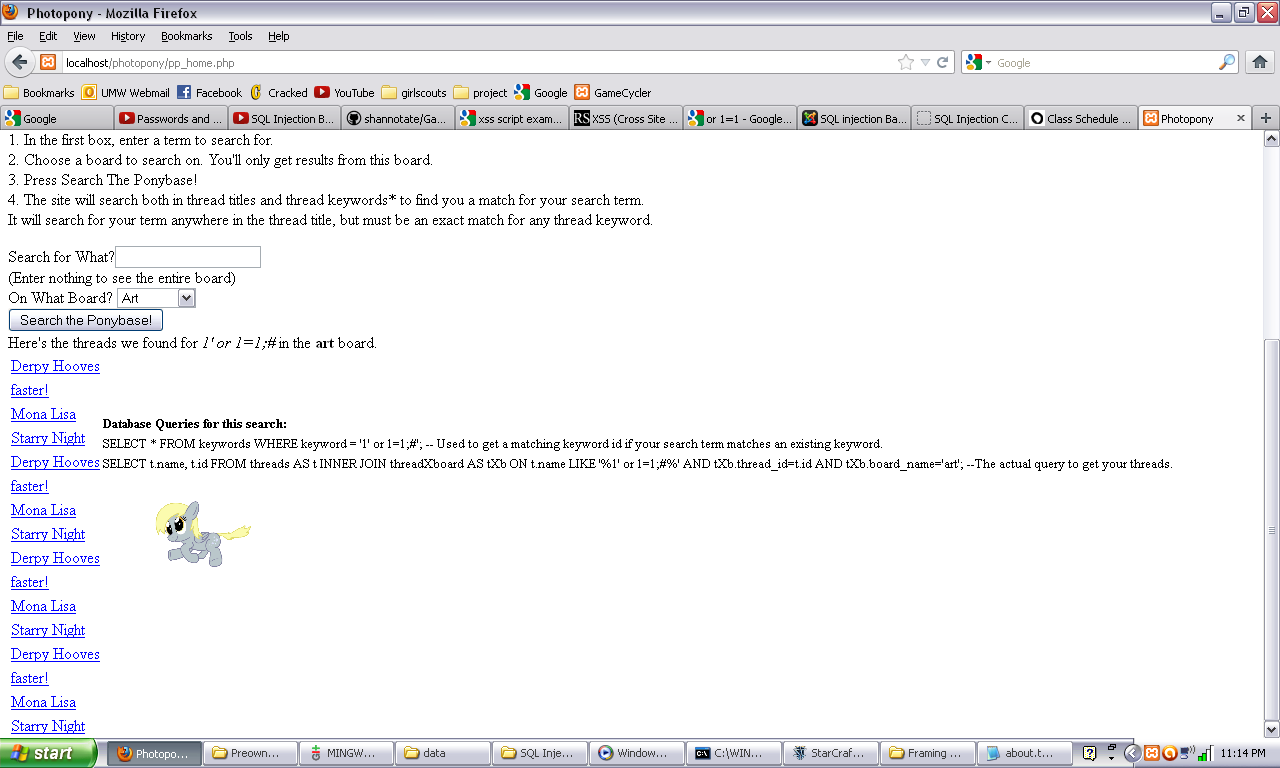 Photopony - Mozilla Firefox
File Edit View History Bookmarks Tools Help
localhost/photopony/pp_home.php
Google
Bookmarks UMW Webmail Facebook Cracked YouTube girlscouts project Google GameCycler
Google Passwords and ... SQL Injection B... shannotate/Ga... xss script exam... RS XSS (Cross Site ... or 1=1 - Google... SQL injection Ba... SQL Injection C... Class Schedule ... Photopony
1. In the first box, enter a term to search for.
2. Choose a board to search on. You'll only get results from this board.
3. Press Search The Ponybase!
4. The site will search both in thread titles and thread keywords* to find you a match for your search term.
It will search for your term anywhere in the thread title, but must be an exact match for any thread keyword.
Search for What?
(Enter nothing to see the entire board)
On What Board? Art
Search the Ponybase!
Here's the threads we found for 1' or 1=1;# in the art board.
Derpy Hooves
faster!
Mona Lisa
Database Queries for this search:
Starry Night
SELECT * FROM keywords WHERE keyword = '1' or 1=1;#'; -- Used to get a matching keyword id if your search term matches an existing keyword.
Derpy Hooves
SELECT t.name, t.id FROM threads AS t INNER JOIN threadXboard AS tXb ON t.name LIKE '%1' or 1=1;#%' AND tXb.thread_id=t.id AND tXb.board_name='art'; --The actual query to get your threads.
faster!
Mona Lisa
Starry Night
Derpy Hooves
faster!
Mona Lisa
Starry Night
Derpy Hooves
faster!
Mona Lisa
Starry Night
start Photopo... Preown... MINGW... data SQL Inje... Window... C:\WIN... StarCraf... Framing ... about.t... 11:14 PM